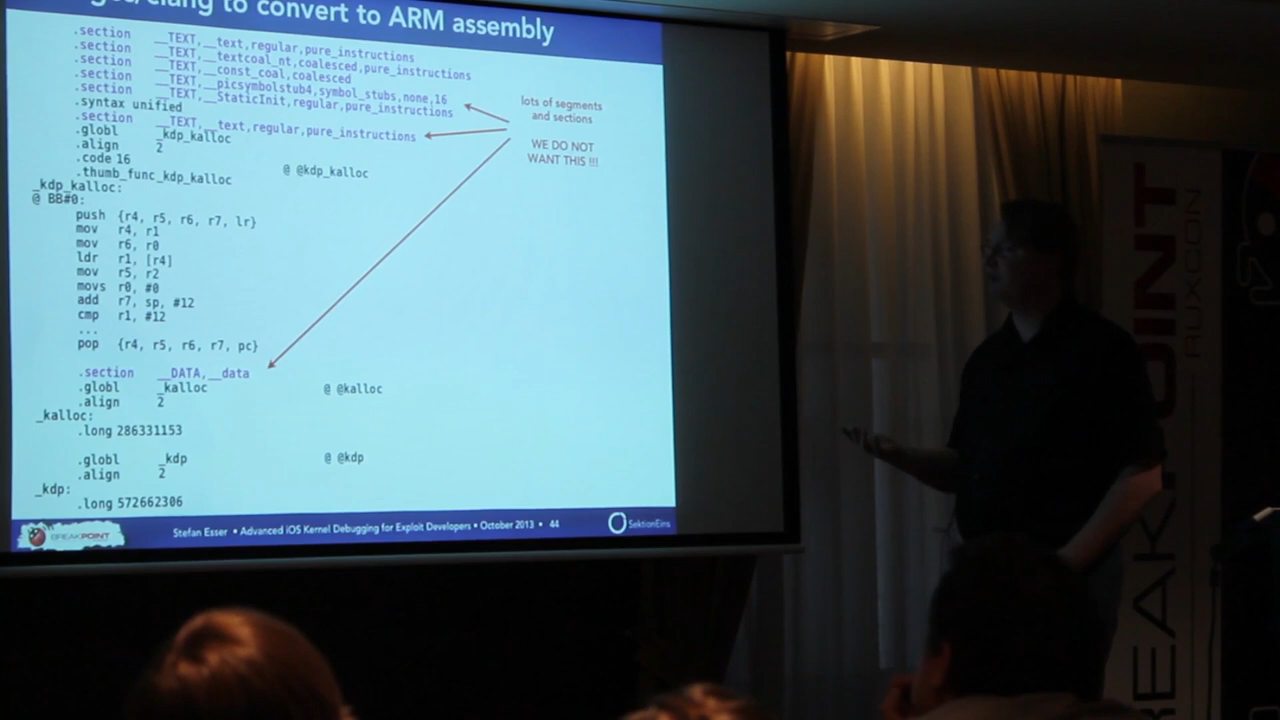 to convert to ARM assembly
.section __TEXT,__text,regular,pure_instructions
.section __TEXT,__textcoal_nt,coalesced,pure_instructions
.section __TEXT,__const_coal,coalesced
.section __TEXT,__picsymbolstub4,symbol_stubs,none,16
.section __TEXT,__StaticInit,regular,pure_instructions
.syntax unified
.section __TEXT,__text,regular,pure_instructions
.globl _kdp_kalloc
.align 2
.code 16
.thumb_func _kdp_kalloc @ @kdp_kalloc
_kdp_kalloc:
@ BB#0:
push {r4, r5, r6, r7, lr}
mov r4, r1
mov r6, r0
ldr r1, [r4]
mov r5, r2
movs r0, #0
add r7, sp, #12
cmp r1, #12
...
pop {r4, r5, r6, r7, pc}
.section __DATA,__data
.globl _kalloc @ @kalloc
.align 2
_kalloc:
.long 286331153
.globl _kdp @ @kdp
.align 2
_kdp:
.long 572662306
lots of segments
and sections
WE DO NOT
WANT THIS !!!
BREAKPOINT
Stefan Esser • Advanced iOS Kernel Debugging for Exploit Developers • October 2013 • 44
SektionEins
BREAKPOINT
RUXCON